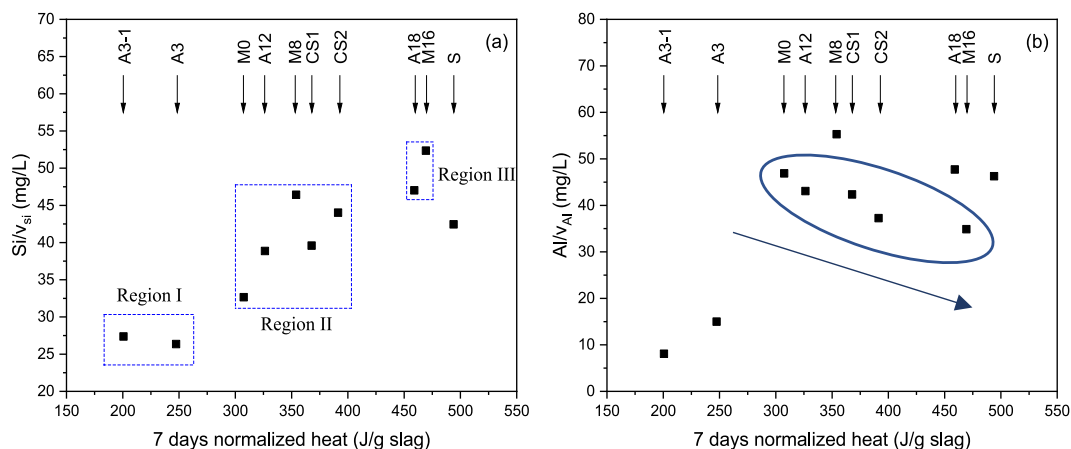 (a)
A3-1
A3
M0
A12
M8
CS1
CS2
A18
M16
S
65
60
55
50
45
40
35
30
25
20
Si/v_si (mg/L)
Region I
Region II
Region III
150 200 250 300 350 400 450 500 550
7 days normalized heat (J/g slag)
(b)
A3-1
A3
M0
A12
M8
CS1
CS2
A18
M16
S
80
70
60
50
40
30
20
10
0
Al/v_Al (mg/L)
150 200 250 300 350 400 450 500 550
7 days normalized heat (J/g slag)